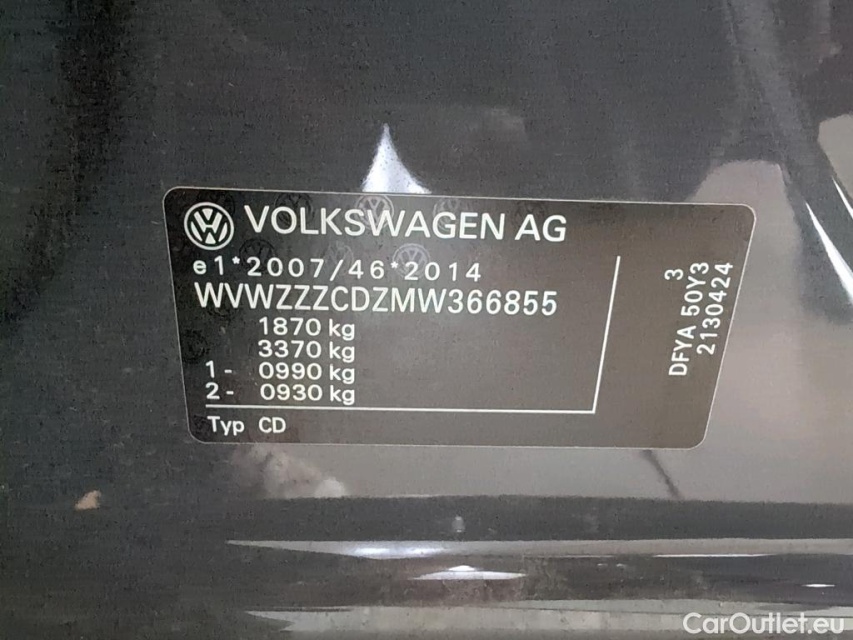 VOLKSWAGEN AG
e1*2007/46*2014
WVWZZZCDZMW366855
1870 kg
3370 kg
1- 0990 kg
2- 0930 kg
Typ CD
3
DFYA 50Y3
2130424
CarOutlet.eu